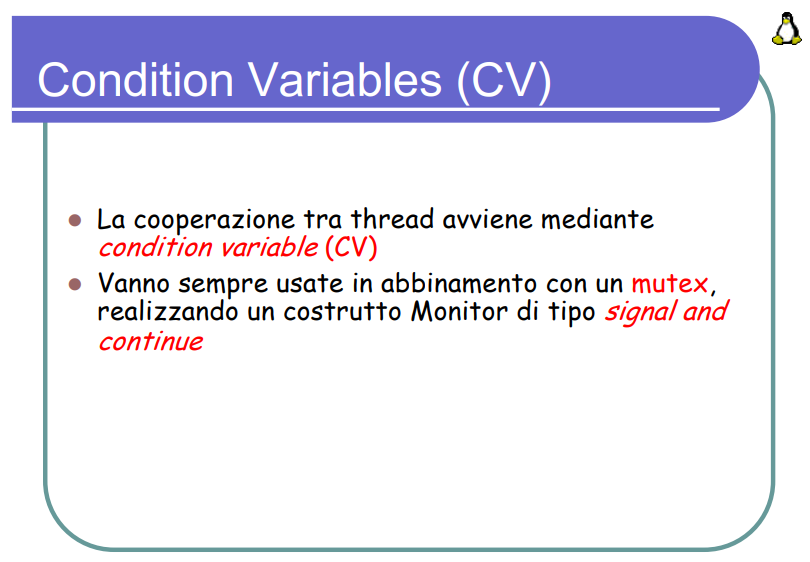 Condition Variables (CV)
La cooperazione tra thread avviene mediante
condition variable (CV)
Vanno sempre usate in abbinamento con un mutex,
realizzando un costrutto Monitor di tipo signal and
continue